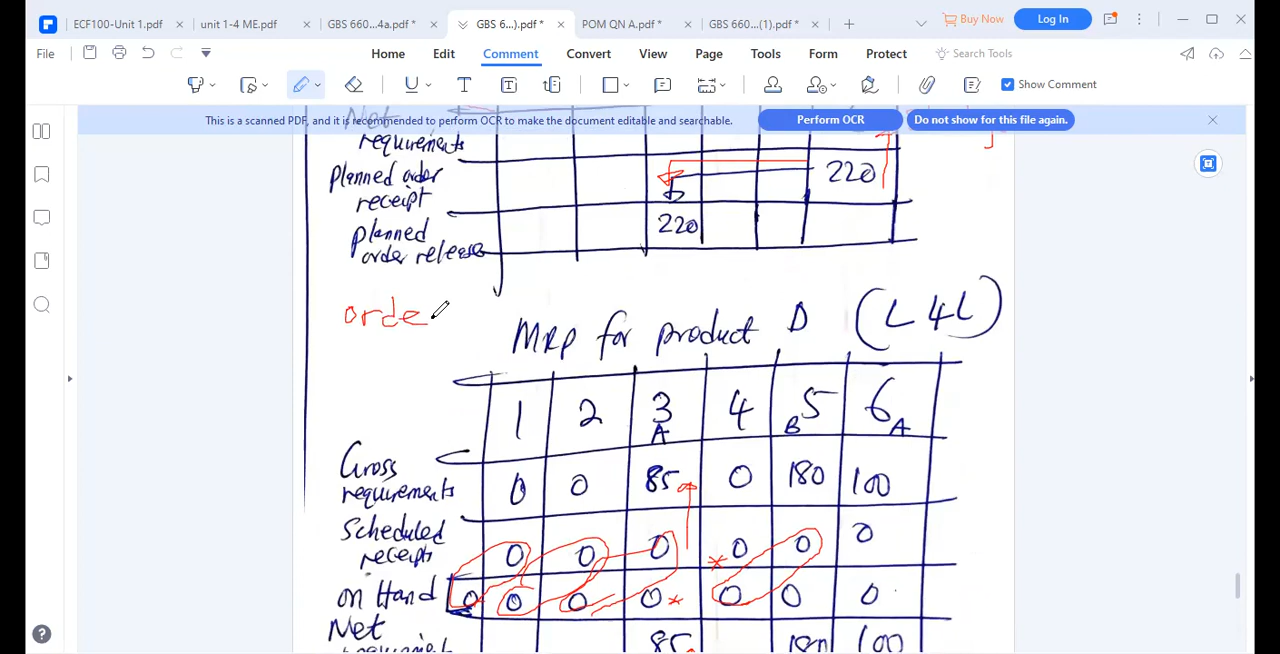 ECF100-Unit 1.pdf × unit 1-4 ME.pdf × GBS 660...4a.pdf * × GBS 6...).pdf * × POM QN A.pdf * × GBS 660...(1).pdf * × + Buy Now Log In
File Home Edit Comment Convert View Page Tools Form Protect Search Tools
Show Comment
This is a scanned PDF, and it is recommended to perform OCR to make the document editable and searchable. Perform OCR Do not show for this file again.
Net
requirements
Planned order
receipt 220
planned
order release 220
orde
MRP for product D (L4L)
1 2 3 4 5 6
A B A
Gross
requirements 0 0 85 0 180 100
Scheduled
receipts 0 0 0 0 0 0
on Hand 0 0 0 0 0 0 0
Net
85 180 100